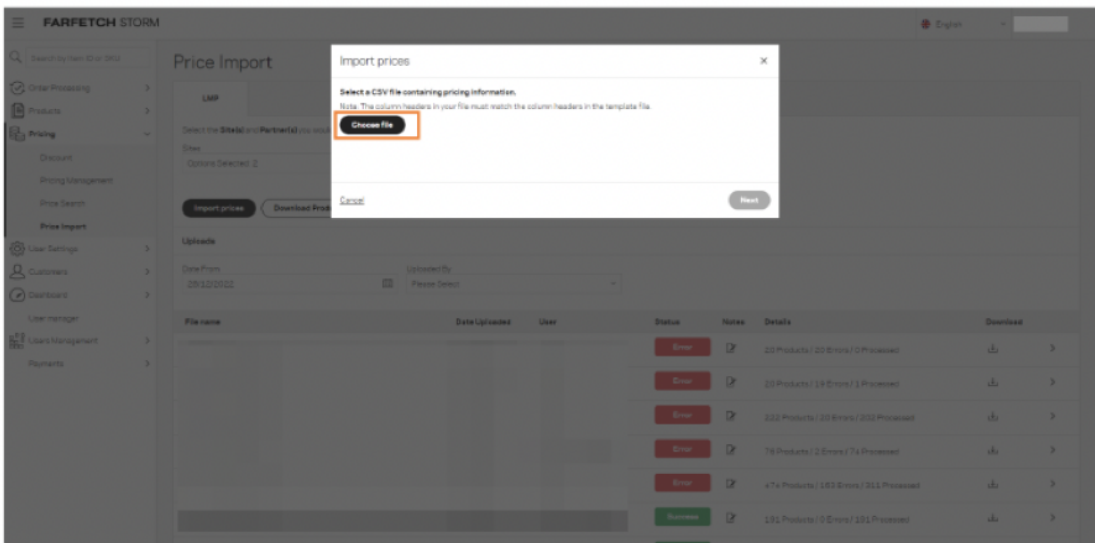 FARFETCH STORM
English
Search by Item ID or SKU
Order Processing
Products
Pricing
Discount
Pricing Management
Price Search
Price Import
User Settings
Customers
Dashboard
User manager
Users Management
Payments
Price Import
LMP
Select the Site(s) and Partner(s) you
Sites
Options Selected: 2
Import prices
Download Prod
Uploads
Date From
Uploaded By
28/12/2022
Please Select
File name Date Uploaded User Status Notes Details Download
Error 20 Products / 20 Errors / 0 Processed
Error 20 Products / 19 Errors / 1 Processed
Error 222 Products / 20 Errors / 202 Processed
Error 76 Products / 2 Errors / 74 Processed
Error 474 Products / 163 Errors / 311 Processed
Success 191 Products / 0 Errors / 191 Processed
Import prices
Select a CSV file containing pricing information.
Note. The column headers in your file must match the column headers in the template file.
Choose file
Cancel
Next